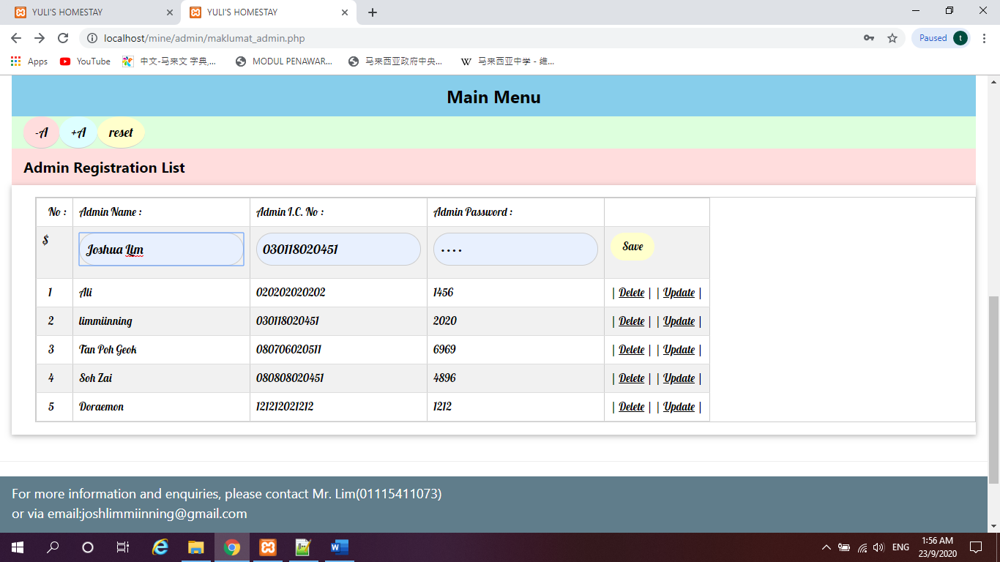 YULI'S HOMESTAY YULI'S HOMESTAY
localhost/mine/admin/maklumat_admin.php Paused t
Apps YouTube 中文-马来文 字典,... MODUL PENAWAR... 马来西亚政府中央... W 马来西亚中学 - 维...
Main Menu
-A +A reset
Admin Registration List
No : Admin Name : Admin I.C. No : Admin Password :
$ Joshua Lim 030118020451 •••• Save
1 Ali 020202020202 1456 | Delete | | Update |
2 limmiinning 030118020451 2020 | Delete | | Update |
3 Tan Poh Geok 080706020511 6969 | Delete | | Update |
4 Soh Zai 080808020451 4896 | Delete | | Update |
5 Doraemon 121212021212 1212 | Delete | | Update |
For more information and enquiries, please contact Mr. Lim(01115411073)
or via email:joshlimmiinning@gmail.com
ENG 1:56 AM
23/9/2020